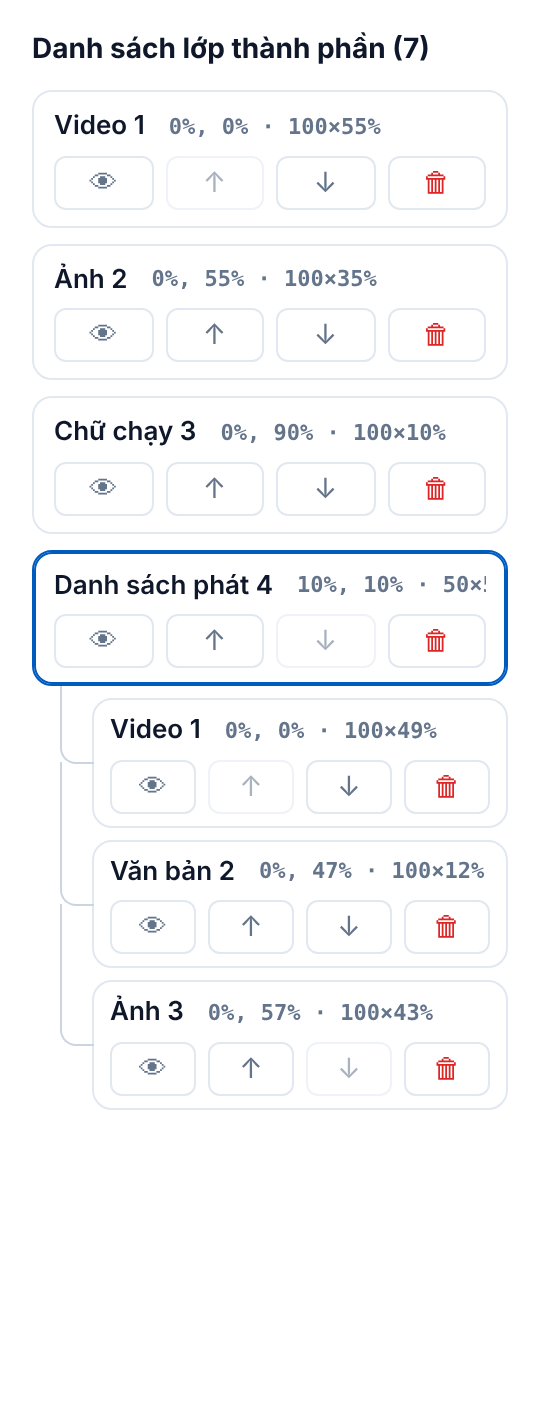 Danh sách lớp thành phần (7)
Video 1 0%, 0% · 100×55%
Ảnh 2 0%, 55% · 100×35%
Chữ chạy 3 0%, 90% · 100×10%
Danh sách phát 4 10%, 10% · 50×
Video 1 0%, 0% · 100×49%
Văn bản 2 0%, 47% · 100×12%
Ảnh 3 0%, 57% · 100×43%